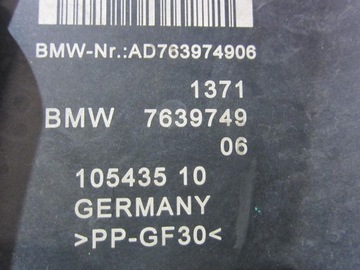 BMW-Nr.:AD763974906
1371
BMW 7639749
06
105435 10
GERMANY
>PP-GF30<